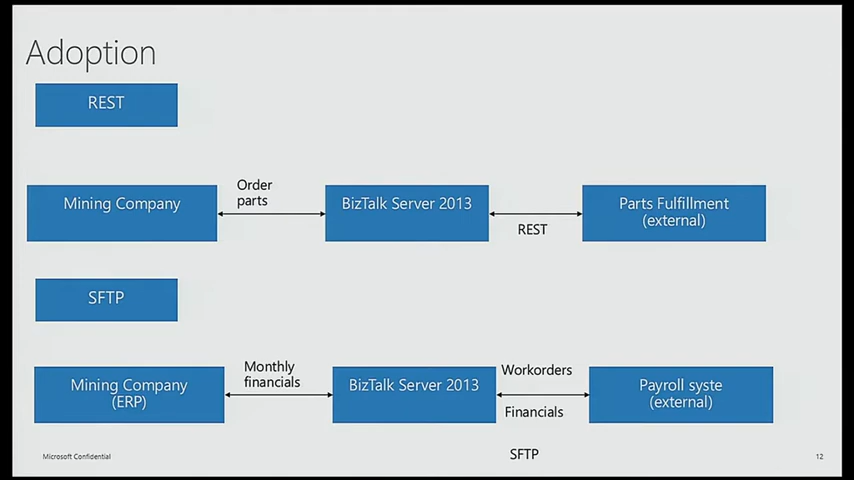 Adoption
REST
Mining Company
Order
parts
BizTalk Server 2013
REST
Parts Fulfillment
(external)
SFTP
Mining Company
(ERP)
Monthly
financials
BizTalk Server 2013
Workorders
Financials
Payroll syste
(external)
SFTP
Microsoft Confidential
12